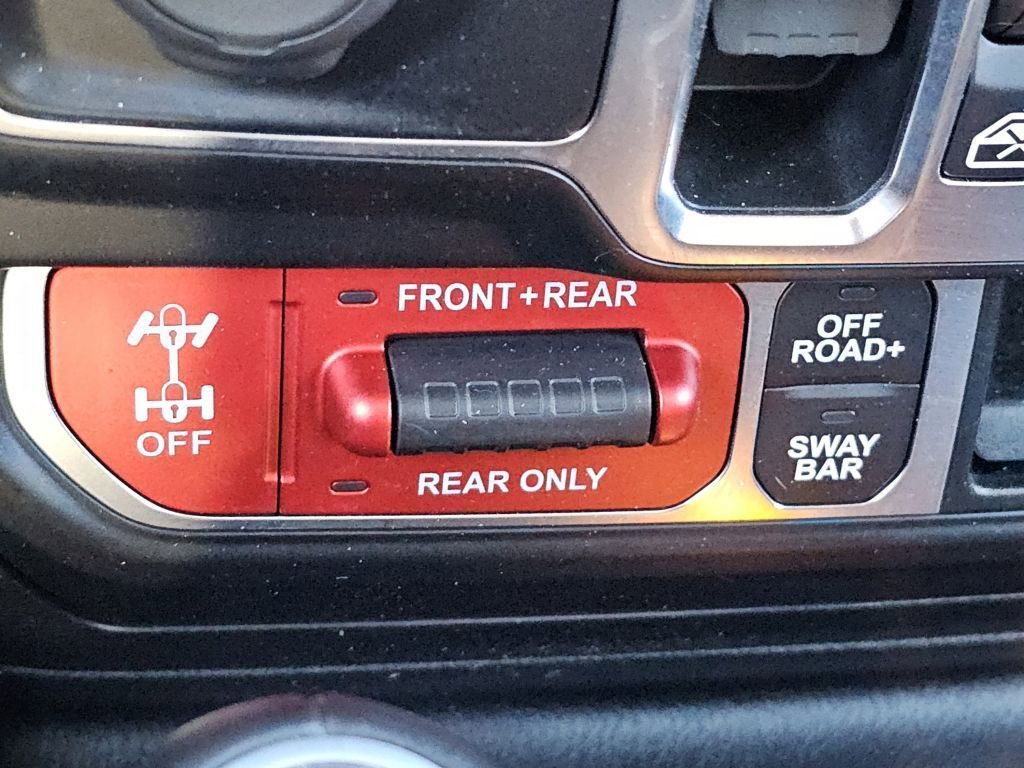 FRONT+REAR
OFF
REAR ONLY
OFF
ROAD+
SWAY
BAR